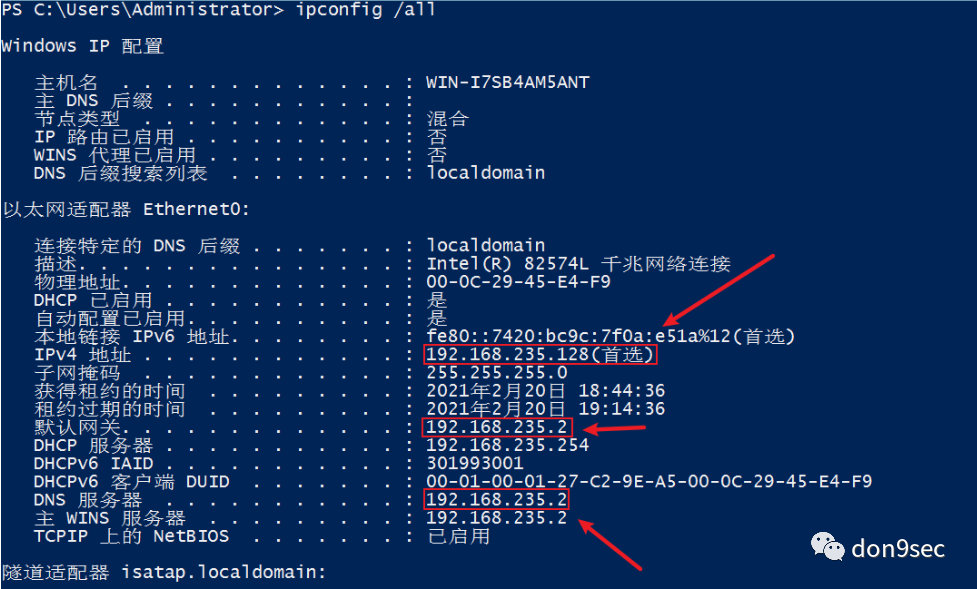 PS C:\Users\Administrator> ipconfig /all
Windows IP 配置
主机名 . . . . . . . . . . . . . : WIN-I7SB4AM5ANT
主 DNS 后缀 . . . . . . . . . . . :
节点类型 . . . . . . . . . . . . : 混合
IP 路由已启用 . . . . . . . . . . : 否
WINS 代理已启用 . . . . . . . . . : 否
DNS 后缀搜索列表 . . . . . . . . : localdomain
以太网适配器 Ethernet0:
连接特定的 DNS 后缀 . . . . . . . : localdomain
描述. . . . . . . . . . . . . . . : Intel(R) 82574L 千兆网络连接
物理地址. . . . . . . . . . . . . : 00-0C-29-45-E4-F9
DHCP 已启用 . . . . . . . . . . . : 是
自动配置已启用. . . . . . . . . . : 是
本地链接 IPv6 地址. . . . . . . . : fe80::7420:bc9c:7f0a:e51a%12(首选)
IPv4 地址 . . . . . . . . . . . . : 192.168.235.128(首选)
子网掩码 . . . . . . . . . . . . : 255.255.255.0
获得租约的时间 . . . . . . . . . : 2021年2月20日 18:44:36
租约过期的时间 . . . . . . . . . : 2021年2月20日 19:14:36
默认网关. . . . . . . . . . . . . : 192.168.235.2
DHCP 服务器 . . . . . . . . . . . : 192.168.235.254
DHCPv6 IAID . . . . . . . . . . . : 301993001
DHCPv6 客户端 DUID . . . . . . . : 00-01-00-01-27-C2-9E-A5-00-0C-29-45-E4-F9
DNS 服务器 . . . . . . . . . . . : 192.168.235.2
主 WINS 服务器 . . . . . . . . . : 192.168.235.2
TCPIP 上的 NetBIOS . . . . . . . : 已启用
隧道适配器 isatap.localdomain:
don9sec